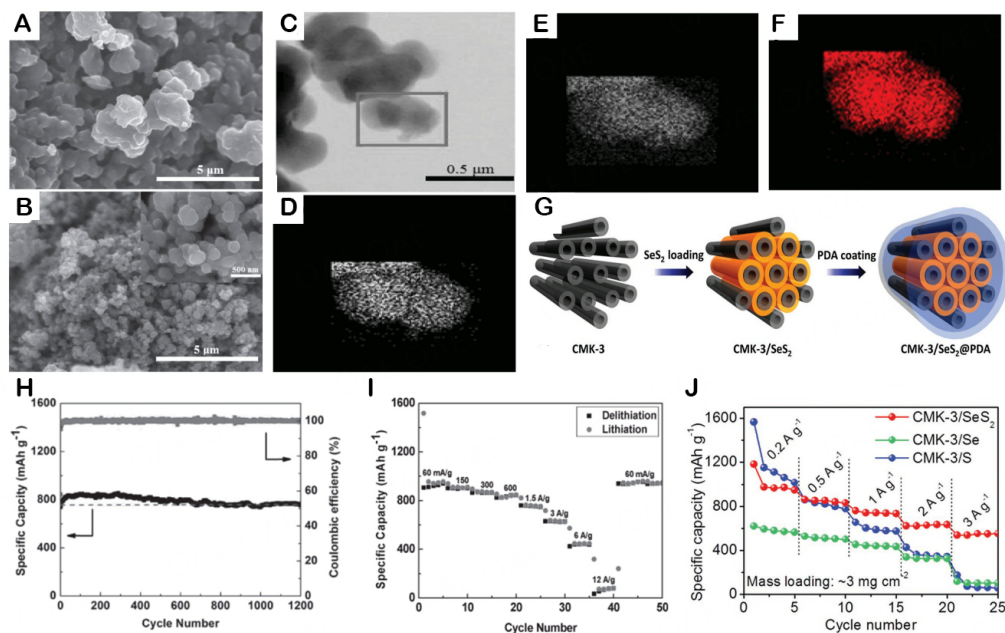 A
5 µm
B
500 nm
5 µm
C
0.5 µm
D
E
F
G
SeS2 loading
PDA coating
CMK-3
CMK-3/SeS2
CMK-3/SeS2@PDA
H
Specific Capcity (mAh g-1)
1600
1200
800
400
0
100
80
60
40
20
0
Coulombic efficiency (%)
0 200 400 600 800 1000 1200
Cycle Number
I
Specific Capacity (mAh g-1)
1600
1200
800
400
0
Delithiation
Lithiation
60 mA/g
150
300
600
1.5 A/g
3 A/g
6 A/g
12 A/g
60 mA/g
0 10 20 30 40 50
Cycle Number
J
Specific Capacity (mAh g-1)
1600
1200
800
400
0
CMK-3/SeS2
CMK-3/Se
CMK-3/S
0.2 A g-1
0.5 A g-1
1 A g-1
2 A g-1
3 A g-1
Mass loading: ~3 mg cm-2
0 5 10 15 20 25
Cycle number